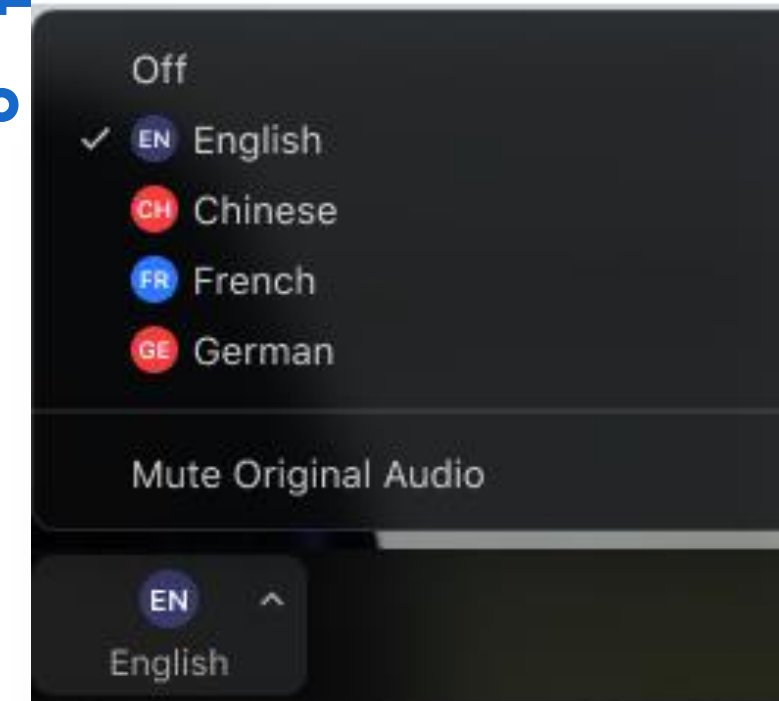 Off
EN English
CH Chinese
FR French
GE German
Mute Original Audio
EN
English